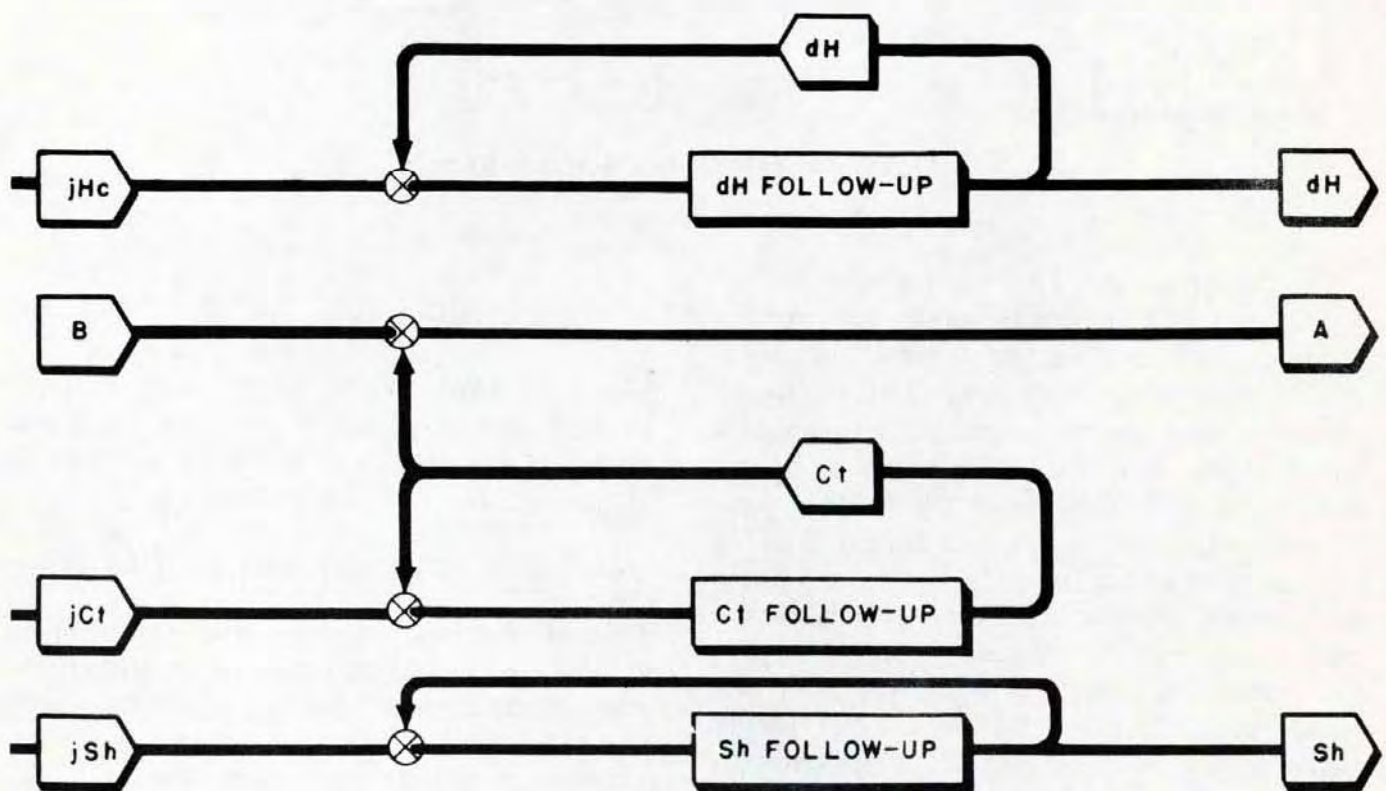 dH
jHc
dH FOLLOW-UP
dH
B
A
Ct
jCt
Ct FOLLOW-UP
jSh
Sh FOLLOW-UP
Sh